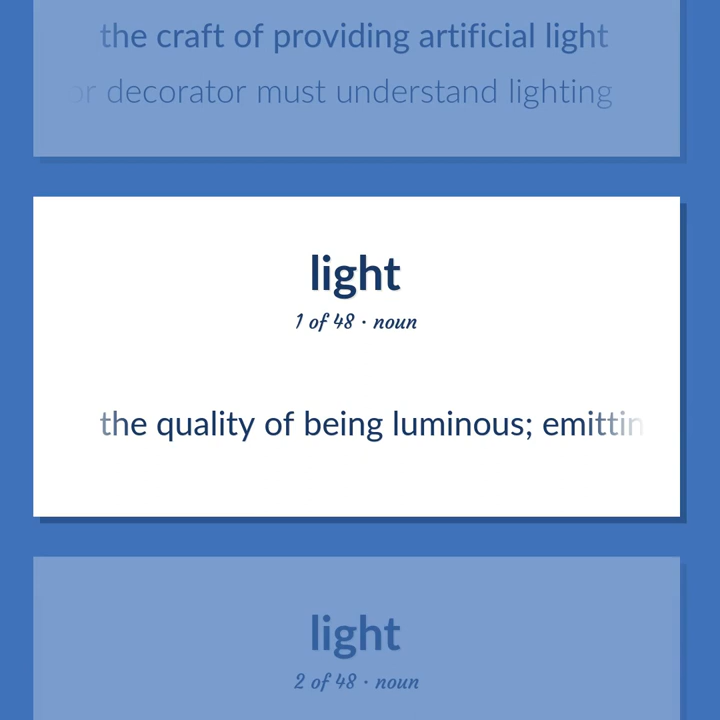 the craft of providing artificial light
or decorator must understand lighting
light
1 of 48 · noun
the quality of being luminous; emittin
light
2 of 48 · noun